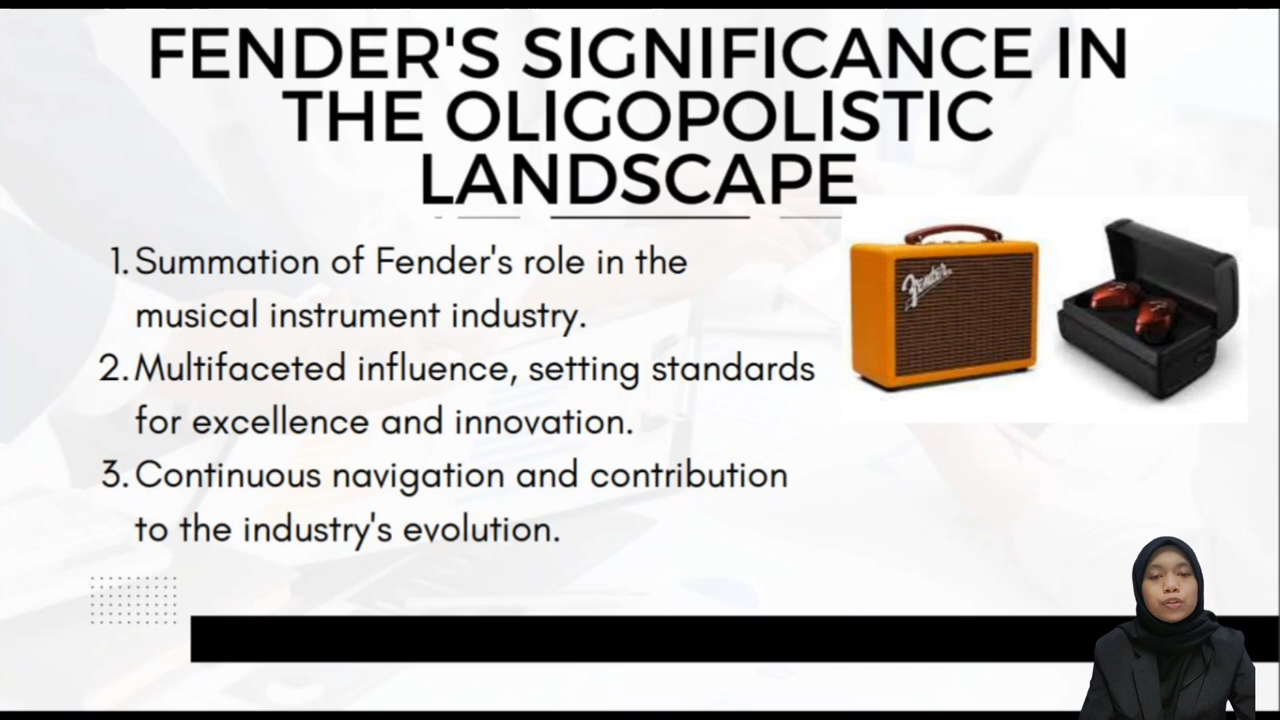 FENDER'S SIGNIFICANCE IN
THE OLIGOPOLISTIC
LANDSCAPE
1. Summation of Fender's role in the
musical instrument industry.
2. Multifaceted influence, setting standards
for excellence and innovation.
3. Continuous navigation and contribution
to the industry's evolution.
Fender